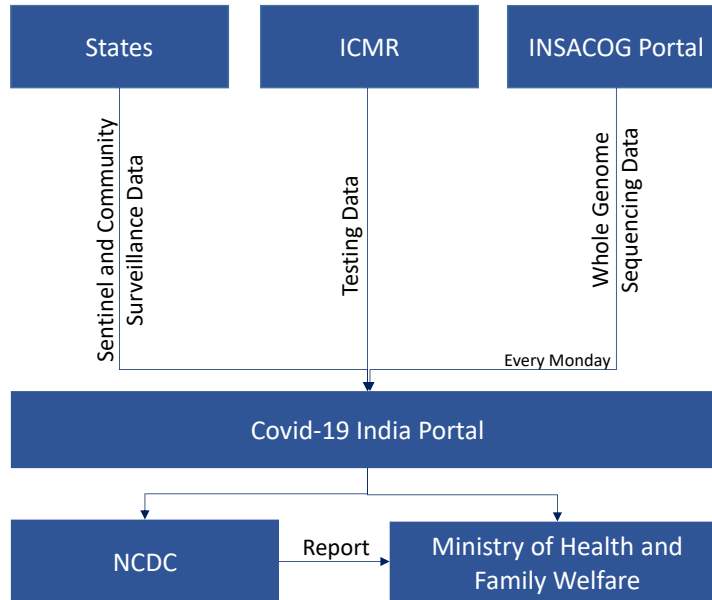 States
ICMR
INSACOG Portal
Sentinel and Community
Surveillance Data
Testing Data
Whole Genome
Sequencing Data
Every Monday
Covid-19 India Portal
NCDC
Report
Ministry of Health and
Family Welfare